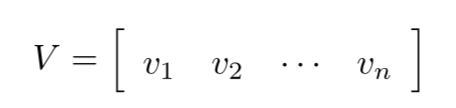 V = [ v₁ v₂ ⋯ vₙ ]